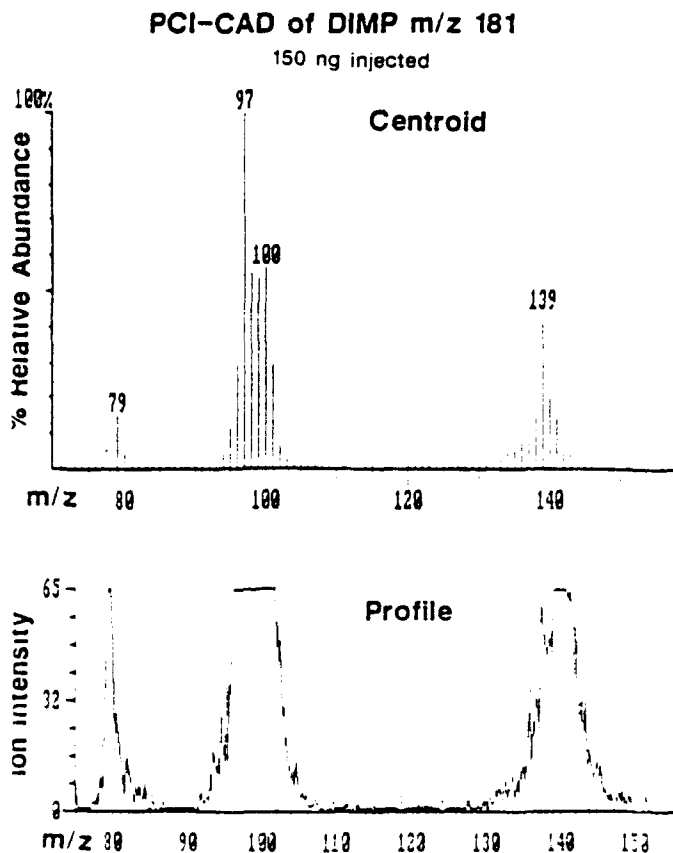 PCI-CAD of DIMP m/z 181
150 ng injected
100%
97
Centroid
% Relative Abundance
100
139
79
m/z 80 100 120 140
65
Profile
Ion Intensity
32
0
m/z 80 90 100 110 120 130 140 150